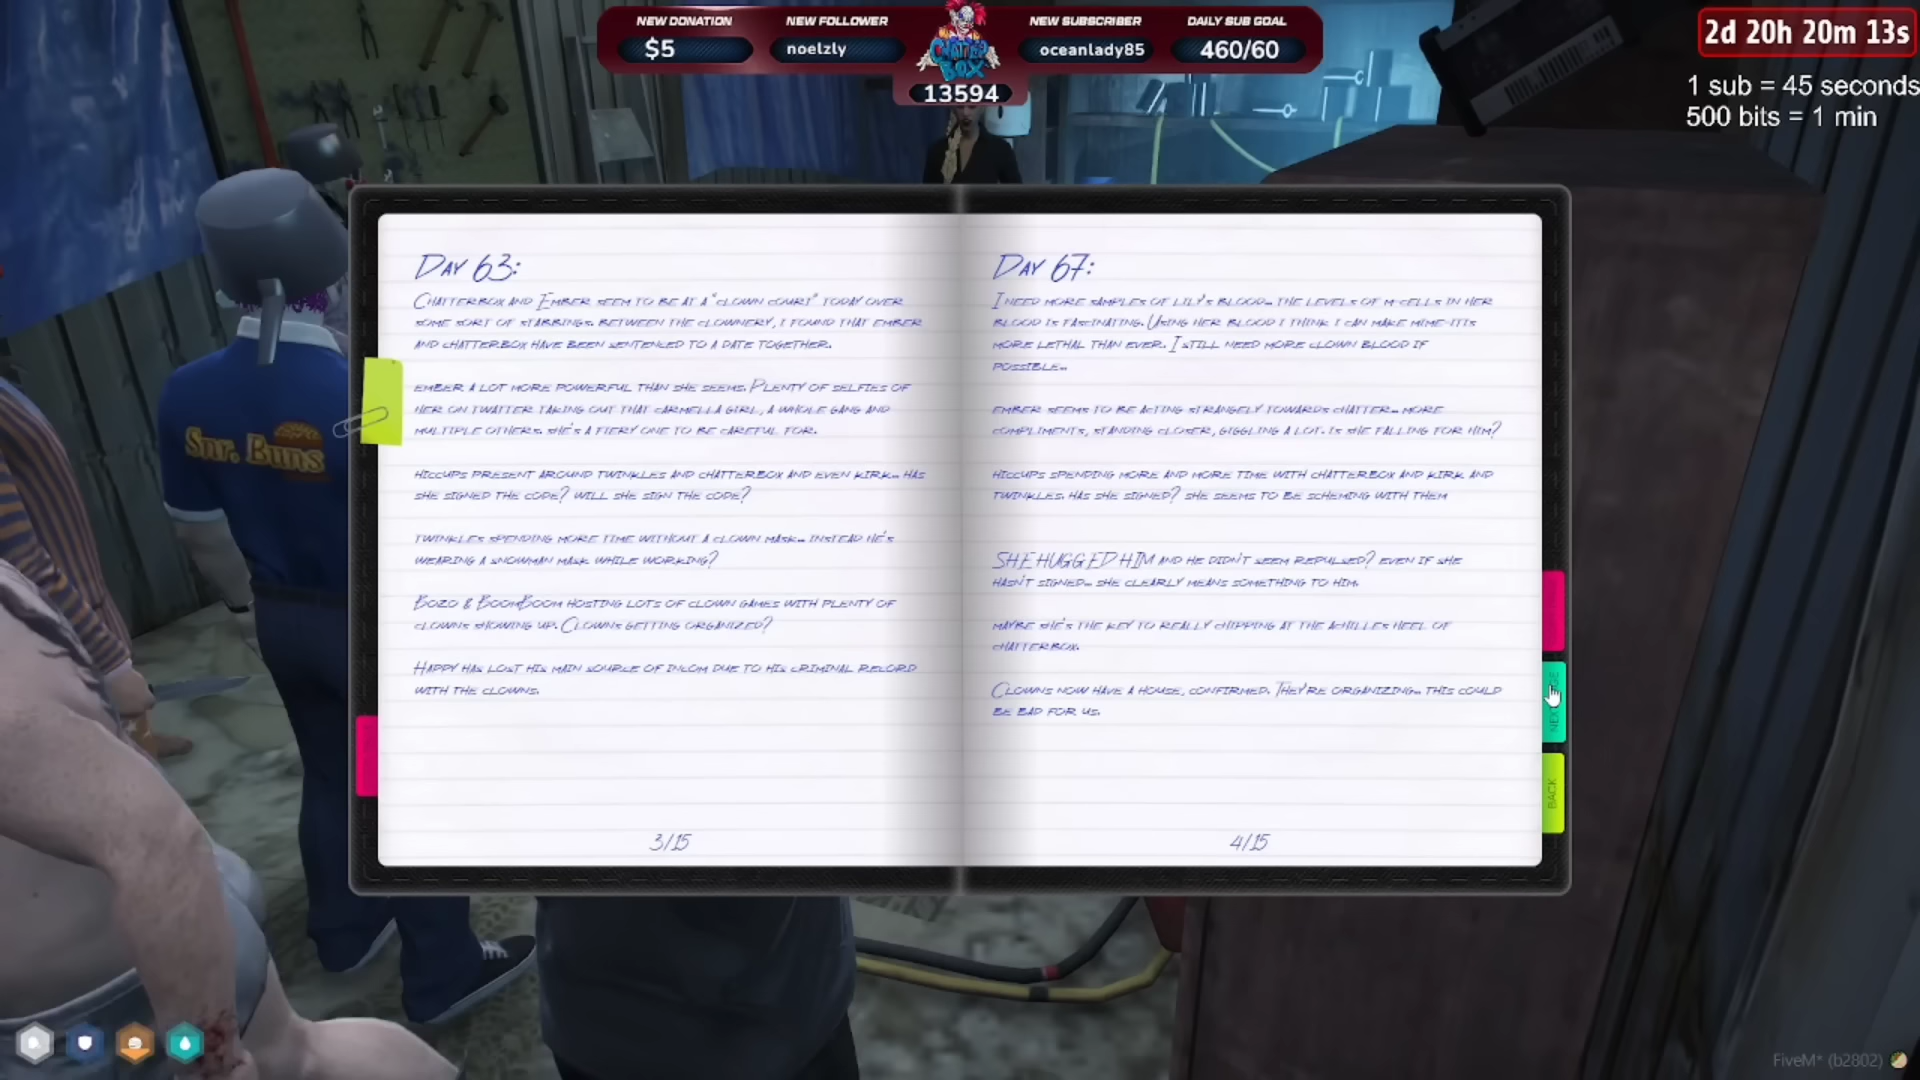 NEW DONATION
$5
NEW FOLLOWER
noelzly
CHATTER
BOX
13594
NEW SUBSCRIBER
oceanlady85
DAILY SUB GOAL
460/60
2d 20h 20m 13s
1 sub = 45 seconds
500 bits = 1 min
Snr. Buns
DAY 63:
CHATTERBOX AND EMBER SEEM TO BE AT A "CLOWN COURT" TODAY OVER
SOME SORT OF STABBINGS. BETWEEN THE CLOWNERY, I FOUND THAT EMBER
AND CHATTERBOX HAVE BEEN SENTENCED TO A DATE TOGETHER.
EMBER A LOT MORE POWERFUL THAN SHE SEEMS. PLENTY OF SELFIES OF
HER ON TWATTER TAKING OUT THAT CARMELLA GIRL, A WHOLE GANG AND
MULTIPLE OTHERS. SHE'S A FIERY ONE TO BE CAREFUL FOR.
HICCUPS PRESENT AROUND TWINKLES AND CHATTERBOX AND EVEN KIRK... HAS
SHE SIGNED THE CODE? WILL SHE SIGN THE CODE?
TWINKLES SPENDING MORE TIME WITHOUT A CLOWN MASK... INSTEAD HE'S
WEARING A SNOWMAN MASK WHILE WORKING?
BOZO & BOOMBOOM HOSTING LOTS OF CLOWN GAMES WITH PLENTY OF
CLOWNS SHOWING UP. CLOWNS GETTING ORGANIZED?
HAPPY HAS LOST HIS MAIN SOURCE OF INCOM DUE TO HIS CRIMINAL RECORD
WITH THE CLOWNS.
3/15
DAY 67:
I NEED MORE SAMPLES OF LILY'S BLOOD... THE LEVELS OF M-CELLS IN HER
BLOOD IS FASCINATING. USING HER BLOOD I THINK I CAN MAKE MIME-ITIS
MORE LETHAL THAN EVER. I STILL NEED MORE CLOWN BLOOD IF
POSSIBLE...
EMBER SEEMS TO BE ACTING STRANGELY TOWARDS CHATTER... MORE
COMPLIMENTS, STANDING CLOSER, GIGGLING A LOT. IS SHE FALLING FOR HIM?
HICCUPS SPENDING MORE AND MORE TIME WITH CHATTERBOX AND KIRK AND
TWINKLES. HAS SHE SIGNED? SHE SEEMS TO BE SCHEMING WITH THEM
SHE HUGGED HIM AND HE DIDN'T SEEM REPULSED? EVEN IF SHE
HASN'T SIGNED... SHE CLEARLY MEANS SOMETHING TO HIM.
MAYBE SHE'S THE KEY TO REALLY CHIPPING AT THE ACHILLES HEEL OF
CHATTERBOX.
CLOWNS NOW HAVE A HOUSE, CONFIRMED. THEY'RE ORGANIZING... THIS COULD
BE BAD FOR US.
4/15
BACK
FiveM* (b2802)